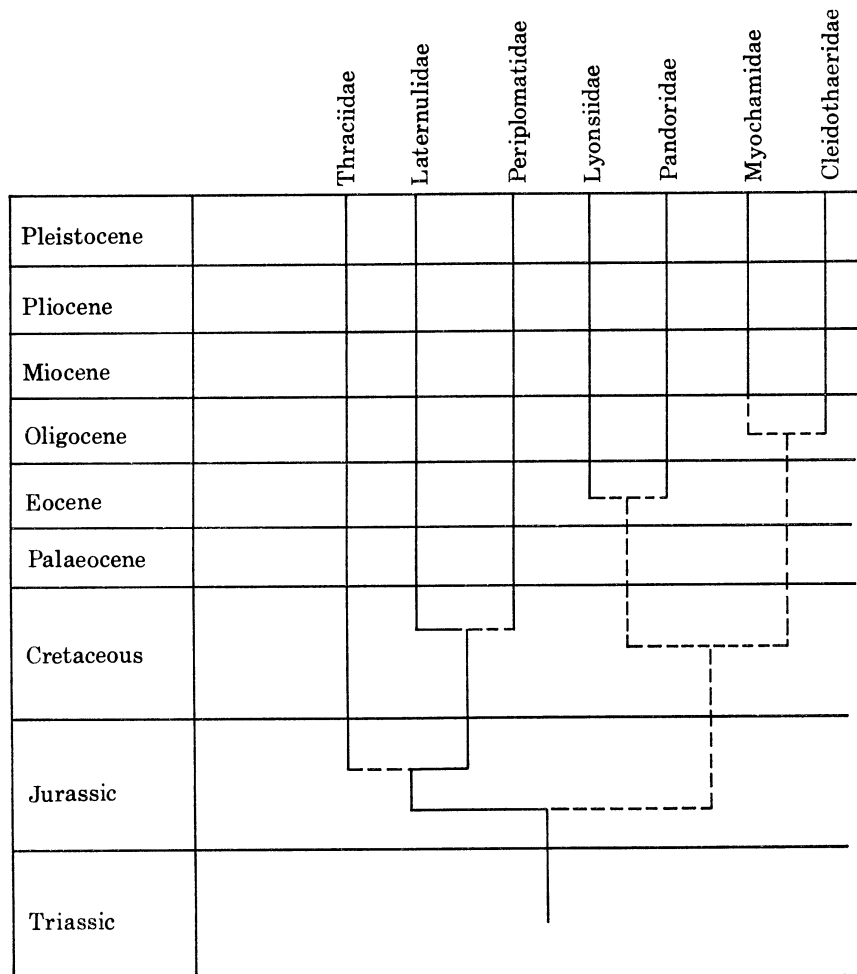 Thraciidae
Laternulidae
Periplomatidae
Lyonsiidae
Pandoridae
Myochamidae
Cleidothaeridae
Pleistocene
Pliocene
Miocene
Oligocene
Eocene
Palaeocene
Cretaceous
Jurassic
Triassic